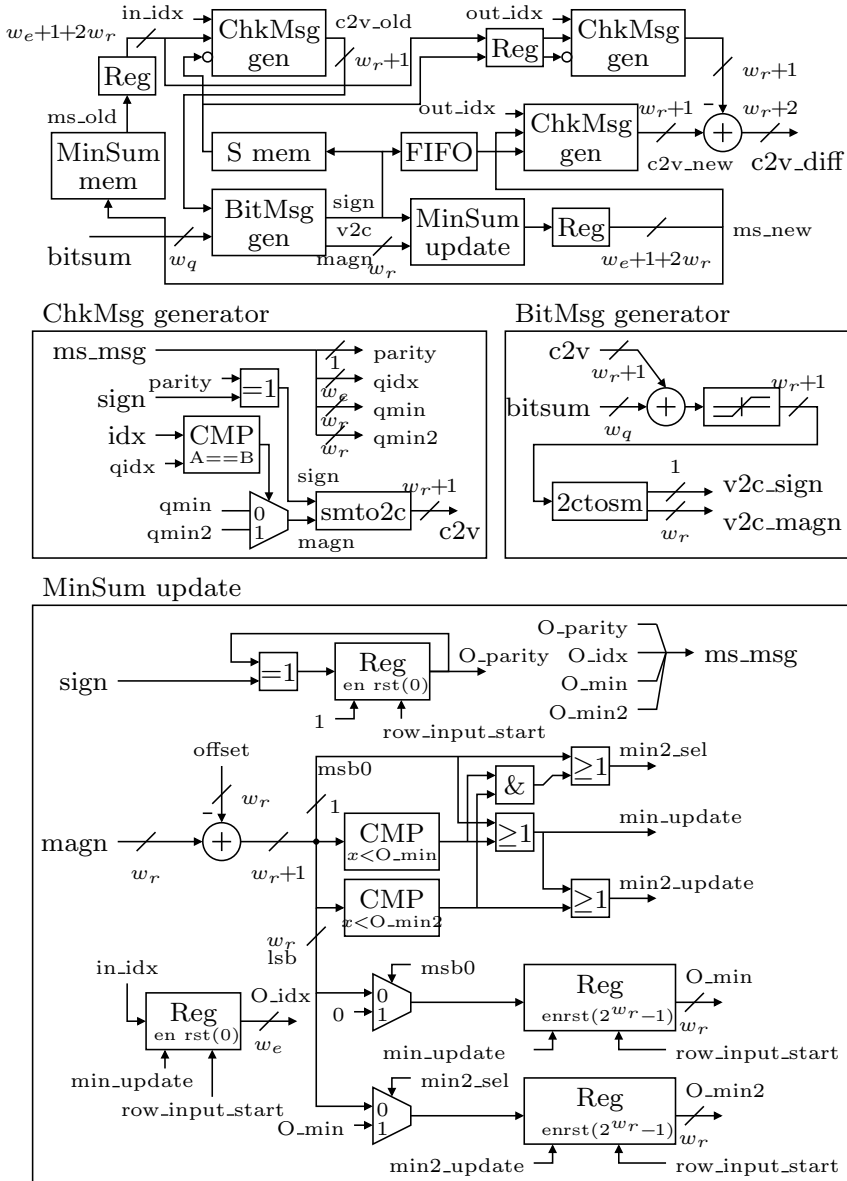 in_idx
c2v_old
out_idx
w_e+1+2w_r
ChkMsg
gen
w_r+1
Reg
ChkMsg
gen
Reg
w_r+1
ms_old
out_idx
w_r+1
w_r+2
MinSum
mem
S mem
FIFO
ChkMsg
gen
c2v_new
c2v_diff
BitMsg
gen
sign
v2c
magn
w_r
MinSum
update
Reg
ms_new
bitsum
w_q
w_e+1+2w_r
ChkMsg generator
ms_msg
1
parity
w_e
qidx
w_r
qmin
w_r
qmin2
parity
sign
=1
idx
qidx
CMP
A==B
sign
qmin
qmin2
0
1
magn
smto2c
w_r+1
c2v
BitMsg generator
c2v
w_r+1
bitsum
w_q
+
w_r+1
2ctosm
1
v2c_sign
w_r
v2c_magn
MinSum update
sign
=1
Reg
en rst(0)
O_parity
1
row_input_start
O_parity
O_idx
O_min
O_min2
ms_msg
offset
w_r
magn
w_r
+
w_r+1
msb0
1
CMP
x<O_min
CMP
x<O_min2
w_r
lsb
&
≥1
min2_sel
≥1
min_update
≥1
min2_update
in_idx
Reg
en rst(0)
O_idx
w_e
min_update
row_input_start
msb0
0
0
1
Reg
enrst(2^{w_r}−1)
O_min
w_r
min_update
row_input_start
min2_sel
0
O_min
1
Reg
enrst(2^{w_r}−1)
O_min2
w_r
min2_update
row_input_start